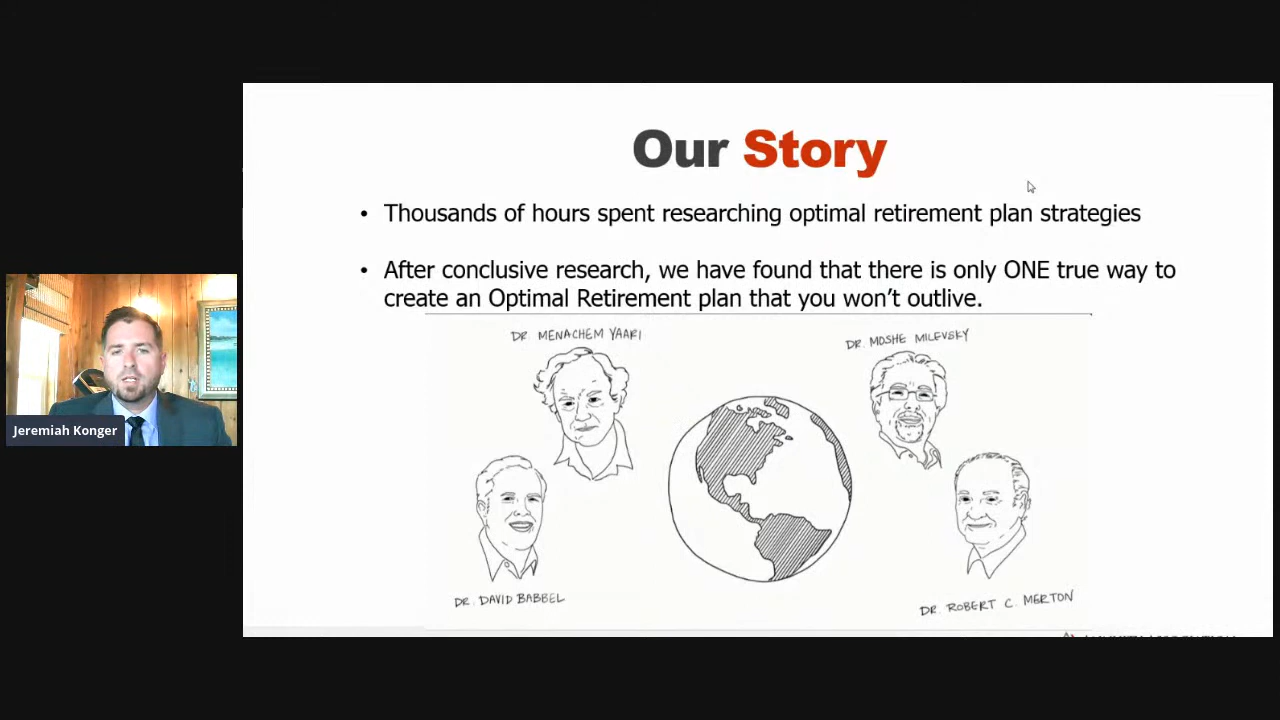 Our Story
• Thousands of hours spent researching optimal retirement plan strategies
• After conclusive research, we have found that there is only ONE true way to
create an Optimal Retirement plan that you won’t outlive.
DR. MENACHEM YAARI
DR. MOSHE MILEVSKY
Jeremiah Konger
DR. DAVID BABBEL
DR. ROBERT C. MERTON